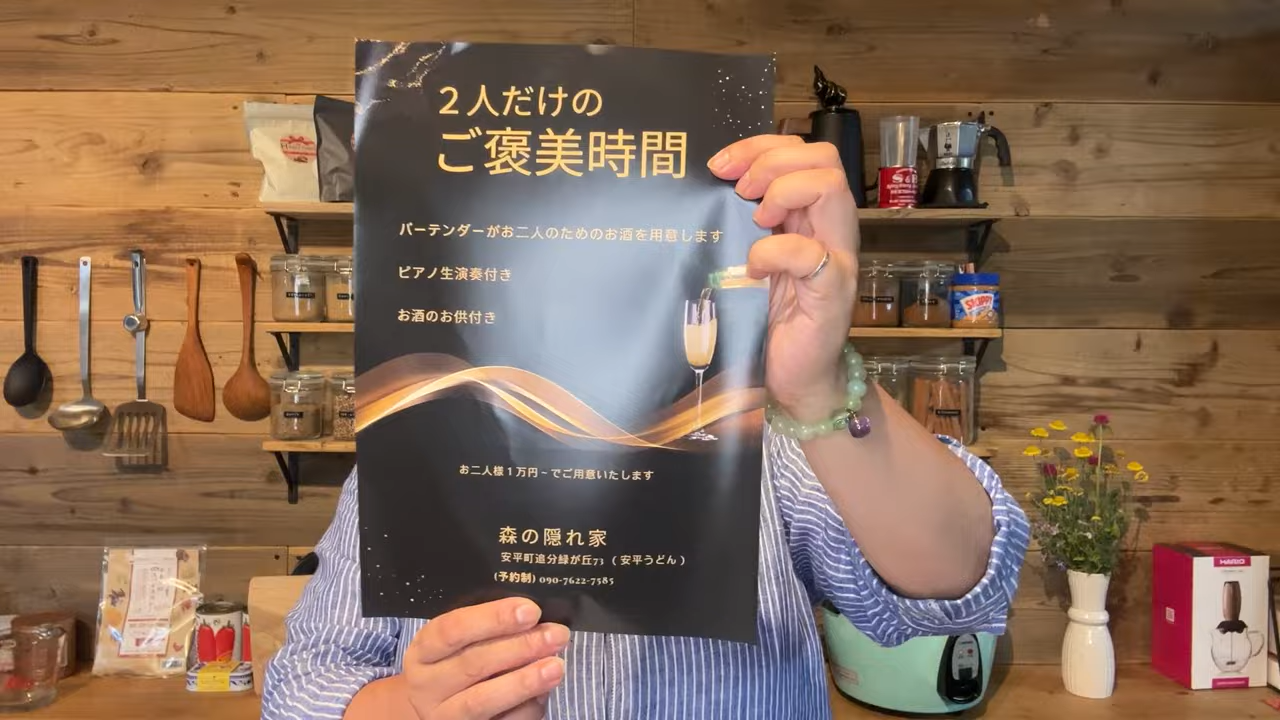 ２人だけの
ご褒美時間
バーテンダーがお二人のためのお酒を用意します
ピアノ生演奏付き
お酒のお供付き
お二人様１万円～でご用意いたします
森の隠れ家
安平町追分緑が丘73（安平うどん）
(予約制) 090-7622-7585
S&B
SKIPPY
HARIO